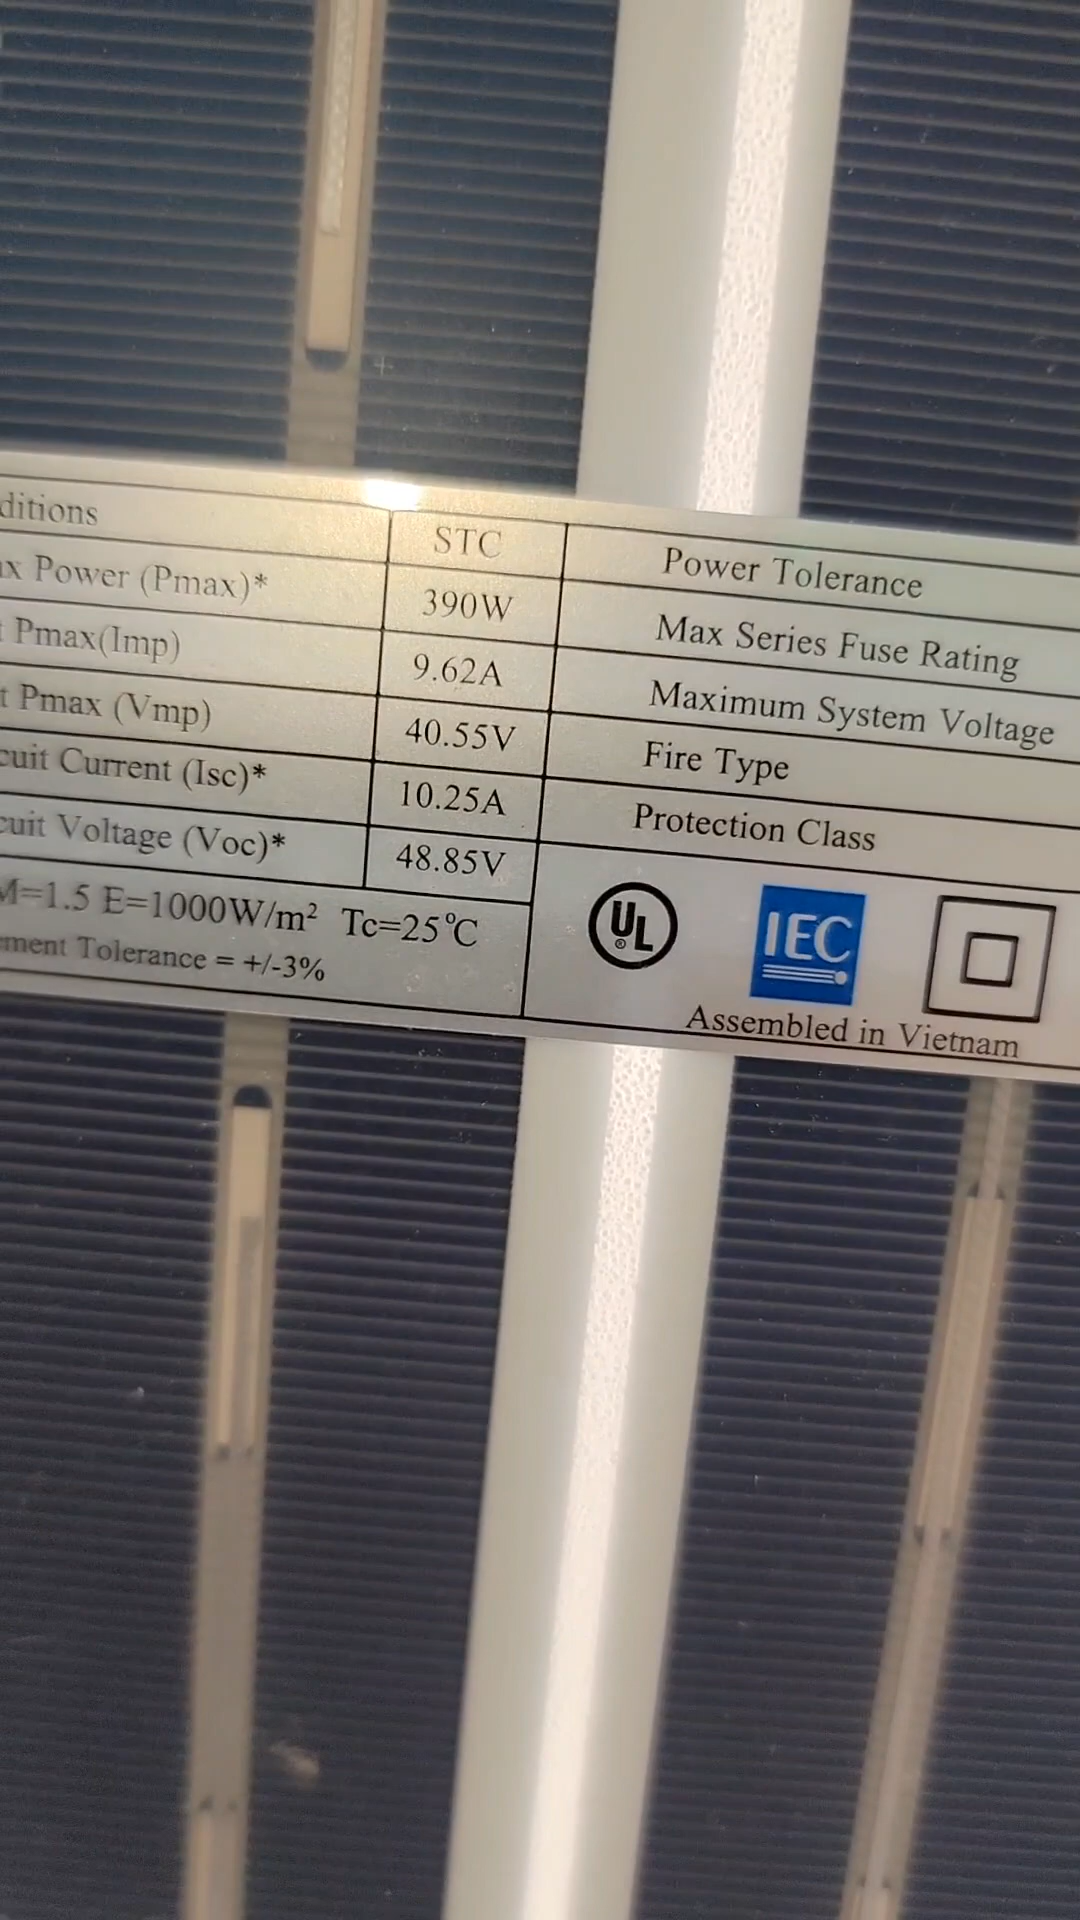 ditions STC
x Power (Pmax)* 390W
Pmax(Imp) 9.62A
t Pmax (Vmp) 40.55V
cuit Current (Isc)* 10.25A
cuit Voltage (Voc)* 48.85V
M=1.5 E=1000W/m² Tc=25℃
ment Tolerance = +/-3%
Power Tolerance
Max Series Fuse Rating
Maximum System Voltage
Fire Type
Protection Class
UL ®
IEC
Assembled in Vietnam